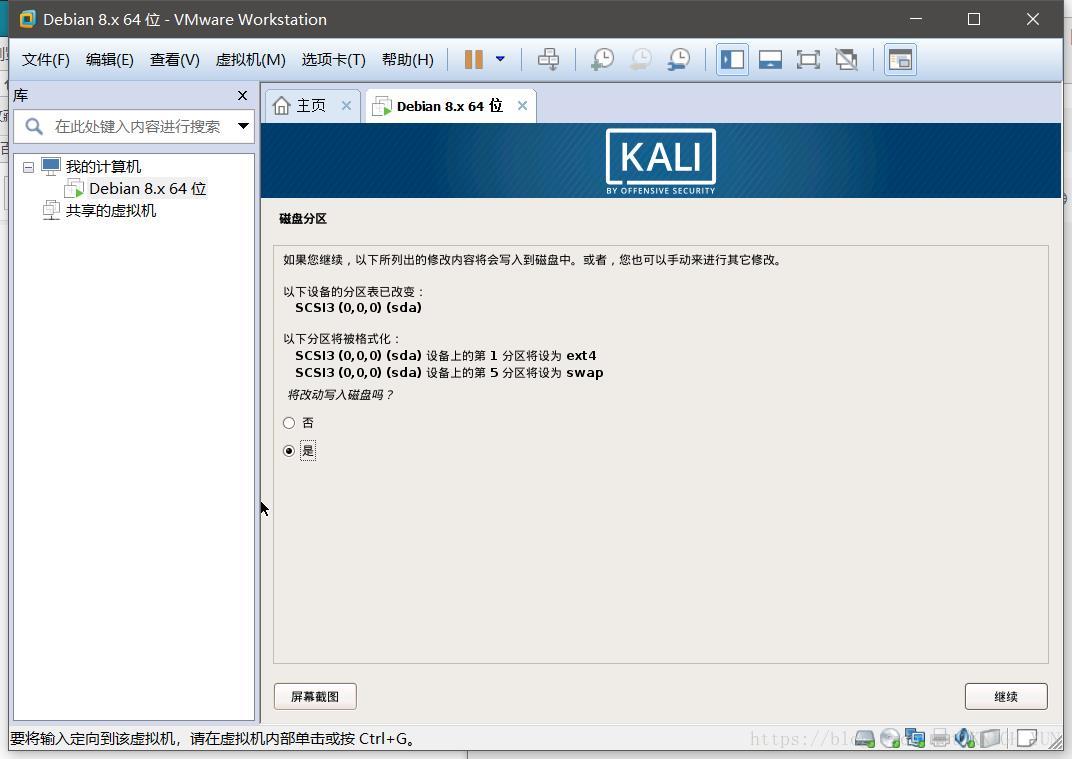 Debian 8.x 64 位 - VMware Workstation
文件(F) 编辑(E) 查看(V) 虚拟机(M) 选项卡(T) 帮助(H)
库
在此处键入内容进行搜索
我的计算机
Debian 8.x 64 位
共享的虚拟机
主页
Debian 8.x 64 位
KALI
BY OFFENSIVE SECURITY
磁盘分区
如果您继续，以下所列出的修改内容将会写入到磁盘中。或者，您也可以手动来进行其它修改。
以下设备的分区表已改变：
SCSI3 (0,0,0) (sda)
以下分区将被格式化：
SCSI3 (0,0,0) (sda) 设备上的第 1 分区将设为 ext4
SCSI3 (0,0,0) (sda) 设备上的第 5 分区将设为 swap
将改动写入磁盘吗？
否
是
屏幕截图
继续
要将输入定向到该虚拟机，请在虚拟机内部单击或按 Ctrl+G。